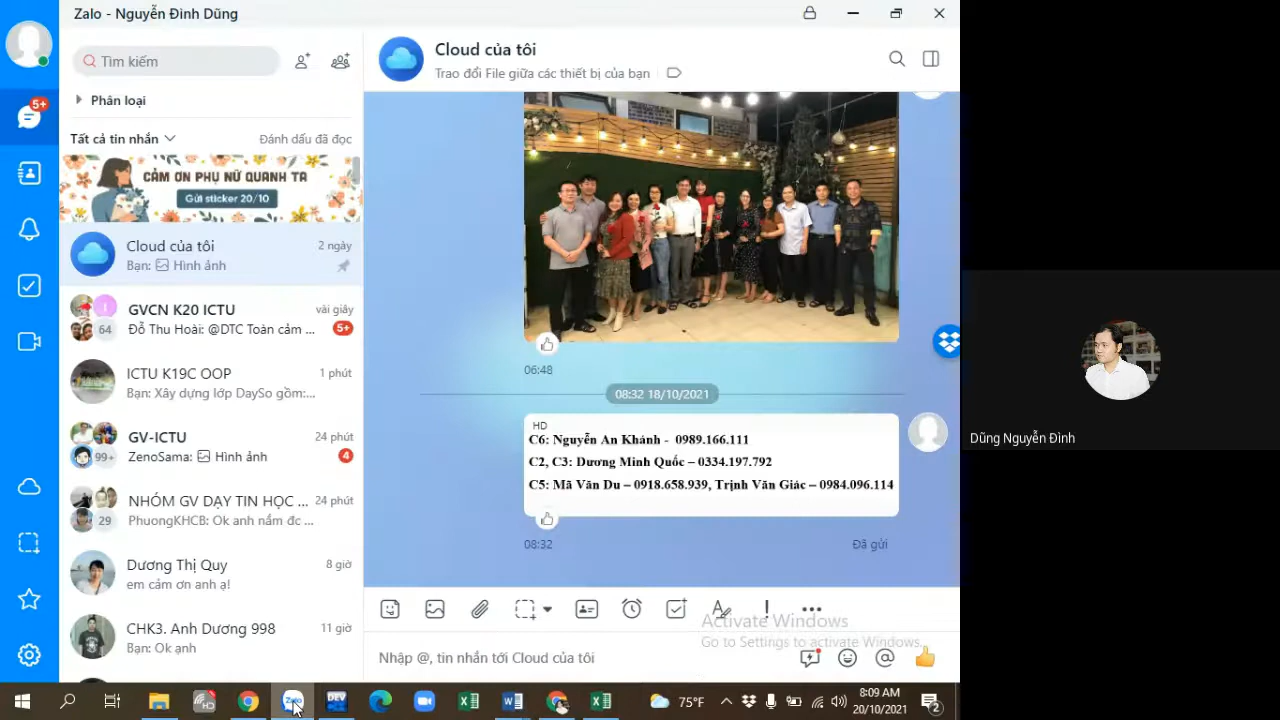 Zalo - Nguyễn Đình Dũng
Tìm kiếm
Cloud của tôi
Trao đổi File giữa các thiết bị của bạn
5+
Phân loại
Tất cả tin nhắn
Đánh dấu đã đọc
CẢM ƠN PHỤ NỮ QUANH TA
Gửi sticker 20/10
Cloud của tôi
2 ngày
Bạn: Hình ảnh
GVCN K20 ICTU
vài giây
64
Đỗ Thu Hoài: @DTC Toàn cảm ...
5+
ICTU K19C OOP
1 phút
Bạn: Xây dựng lớp DaySo gồm:...
GV-ICTU
24 phút
99+
ZenoSama: Hình ảnh
4
NHÓM GV DẠY TIN HỌC ...
24 phút
29
PhuongKHCB: Ok anh nắm đc ...
Dương Thị Quy
8 giờ
em cảm ơn anh ạ!
CHK3. Anh Dương 998
11 giờ
Bạn: Ok ạnh
06:48
08:32 18/10/2021
HD
C6: Nguyễn An Khánh - 0989.166.111
C2, C3: Dương Minh Quốc – 0334.197.792
C5: Mã Văn Du – 0918.658.939, Trịnh Văn Giác – 0984.096.114
08:32
Đã gửi
Activate Windows
Go to Settings to activate Windows.
Nhập @, tin nhắn tới Cloud của tôi
Dũng Nguyễn Đình
Zalo
DEV
75°F
8:09 AM
20/10/2021
2